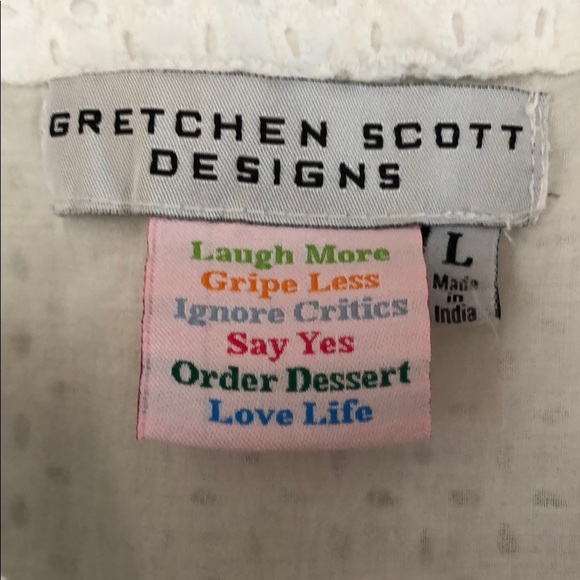 GRETCHEN SCOTT
DESIGNS
Laugh More
Gripe Less
Ignore Critics
Say Yes
Order Dessert
Love Life
L
Made
in
India